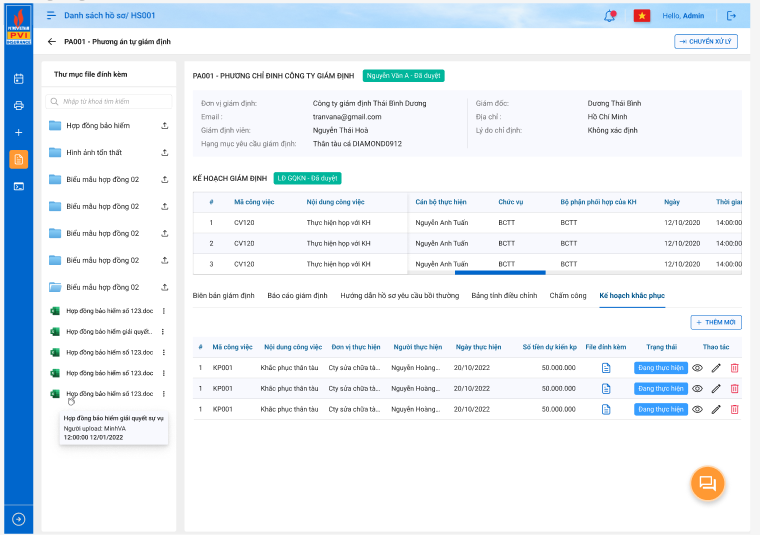 PETROVIETNAM
PVI
INSURANCE
Danh sách hồ sơ/ HS001
Hello, Admin
PA001 - Phương án tự giám định
CHUYỂN XỬ LÝ
Thư mục file đính kèm
Nhập từ khoá tìm kiếm
Hợp đồng bảo hiểm
Hình ảnh tổn thất
Biểu mẫu hợp đồng 02
Biểu mẫu hợp đồng 02
Biểu mẫu hợp đồng 02
Biểu mẫu hợp đồng 02
Biểu mẫu hợp đồng 02
Hợp đồng bảo hiểm số 123.doc
Hợp đồng bảo hiểm giải quyết..
Hợp đồng bảo hiểm số 123.doc
Hợp đồng bảo hiểm số 123.doc
Hợp đồng bảo hiểm số 123.doc
Hợp đồng bảo hiểm giải quyết sự vụ
Người upload: MinhVA
12:00:00 12/01/2022
PA001 - PHƯƠNG CHỈ ĐỊNH CÔNG TY GIÁM ĐỊNH Nguyễn Văn A - Đã duyệt
Đơn vị giám định: Công ty giám định Thái Bình Dương Giám đốc: Dương Thái Bình
Email : tranvana@gmail.com Địa chỉ : Hồ Chí Minh
Giám định viên: Nguyễn Thái Hoà Lý do chỉ định: Không xác định
Hạng mục yêu cầu giám định: Thân tàu cá DIAMOND0912
KẾ HOẠCH GIÁM ĐỊNH LĐ GQKN - Đã duyệt
# Mã công việc Nội dung công việc Cán bộ thực hiện Chức vụ Bộ phận phối hợp của KH Ngày Thời gian
1 CV120 Thực hiện họp với KH Nguyễn Anh Tuấn BCTT BCTT 12/10/2020 14:00:00
2 CV120 Thực hiện họp với KH Nguyễn Anh Tuấn BCTT BCTT 12/10/2020 14:00:00
3 CV120 Thực hiện họp với KH Nguyễn Anh Tuấn BCTT BCTT 12/10/2020 14:00:00
Biên bản giám định Báo cáo giám định Hướng dẫn hồ sơ yêu cầu bồi thường Bảng tính điều chỉnh Chấm công Kế hoạch khắc phục
+ THÊM MỚI
# Mã công việc Nội dung công việc Đơn vị thực hiện Người thực hiện Ngày thực hiện Số tiền dự kiến kp File đính kèm Trạng thái Thao tác
1 KP001 Khắc phục thân tàu Cty sửa chữa tà... Nguyễn Hoàng... 20/10/2022 50.000.000 Đang thực hiện
1 KP001 Khắc phục thân tàu Cty sửa chữa tà... Nguyễn Hoàng... 20/10/2022 50.000.000 Đang thực hiện
1 KP001 Khắc phục thân tàu Cty sửa chữa tà... Nguyễn Hoàng... 20/10/2022 50.000.000 Đang thực hiện